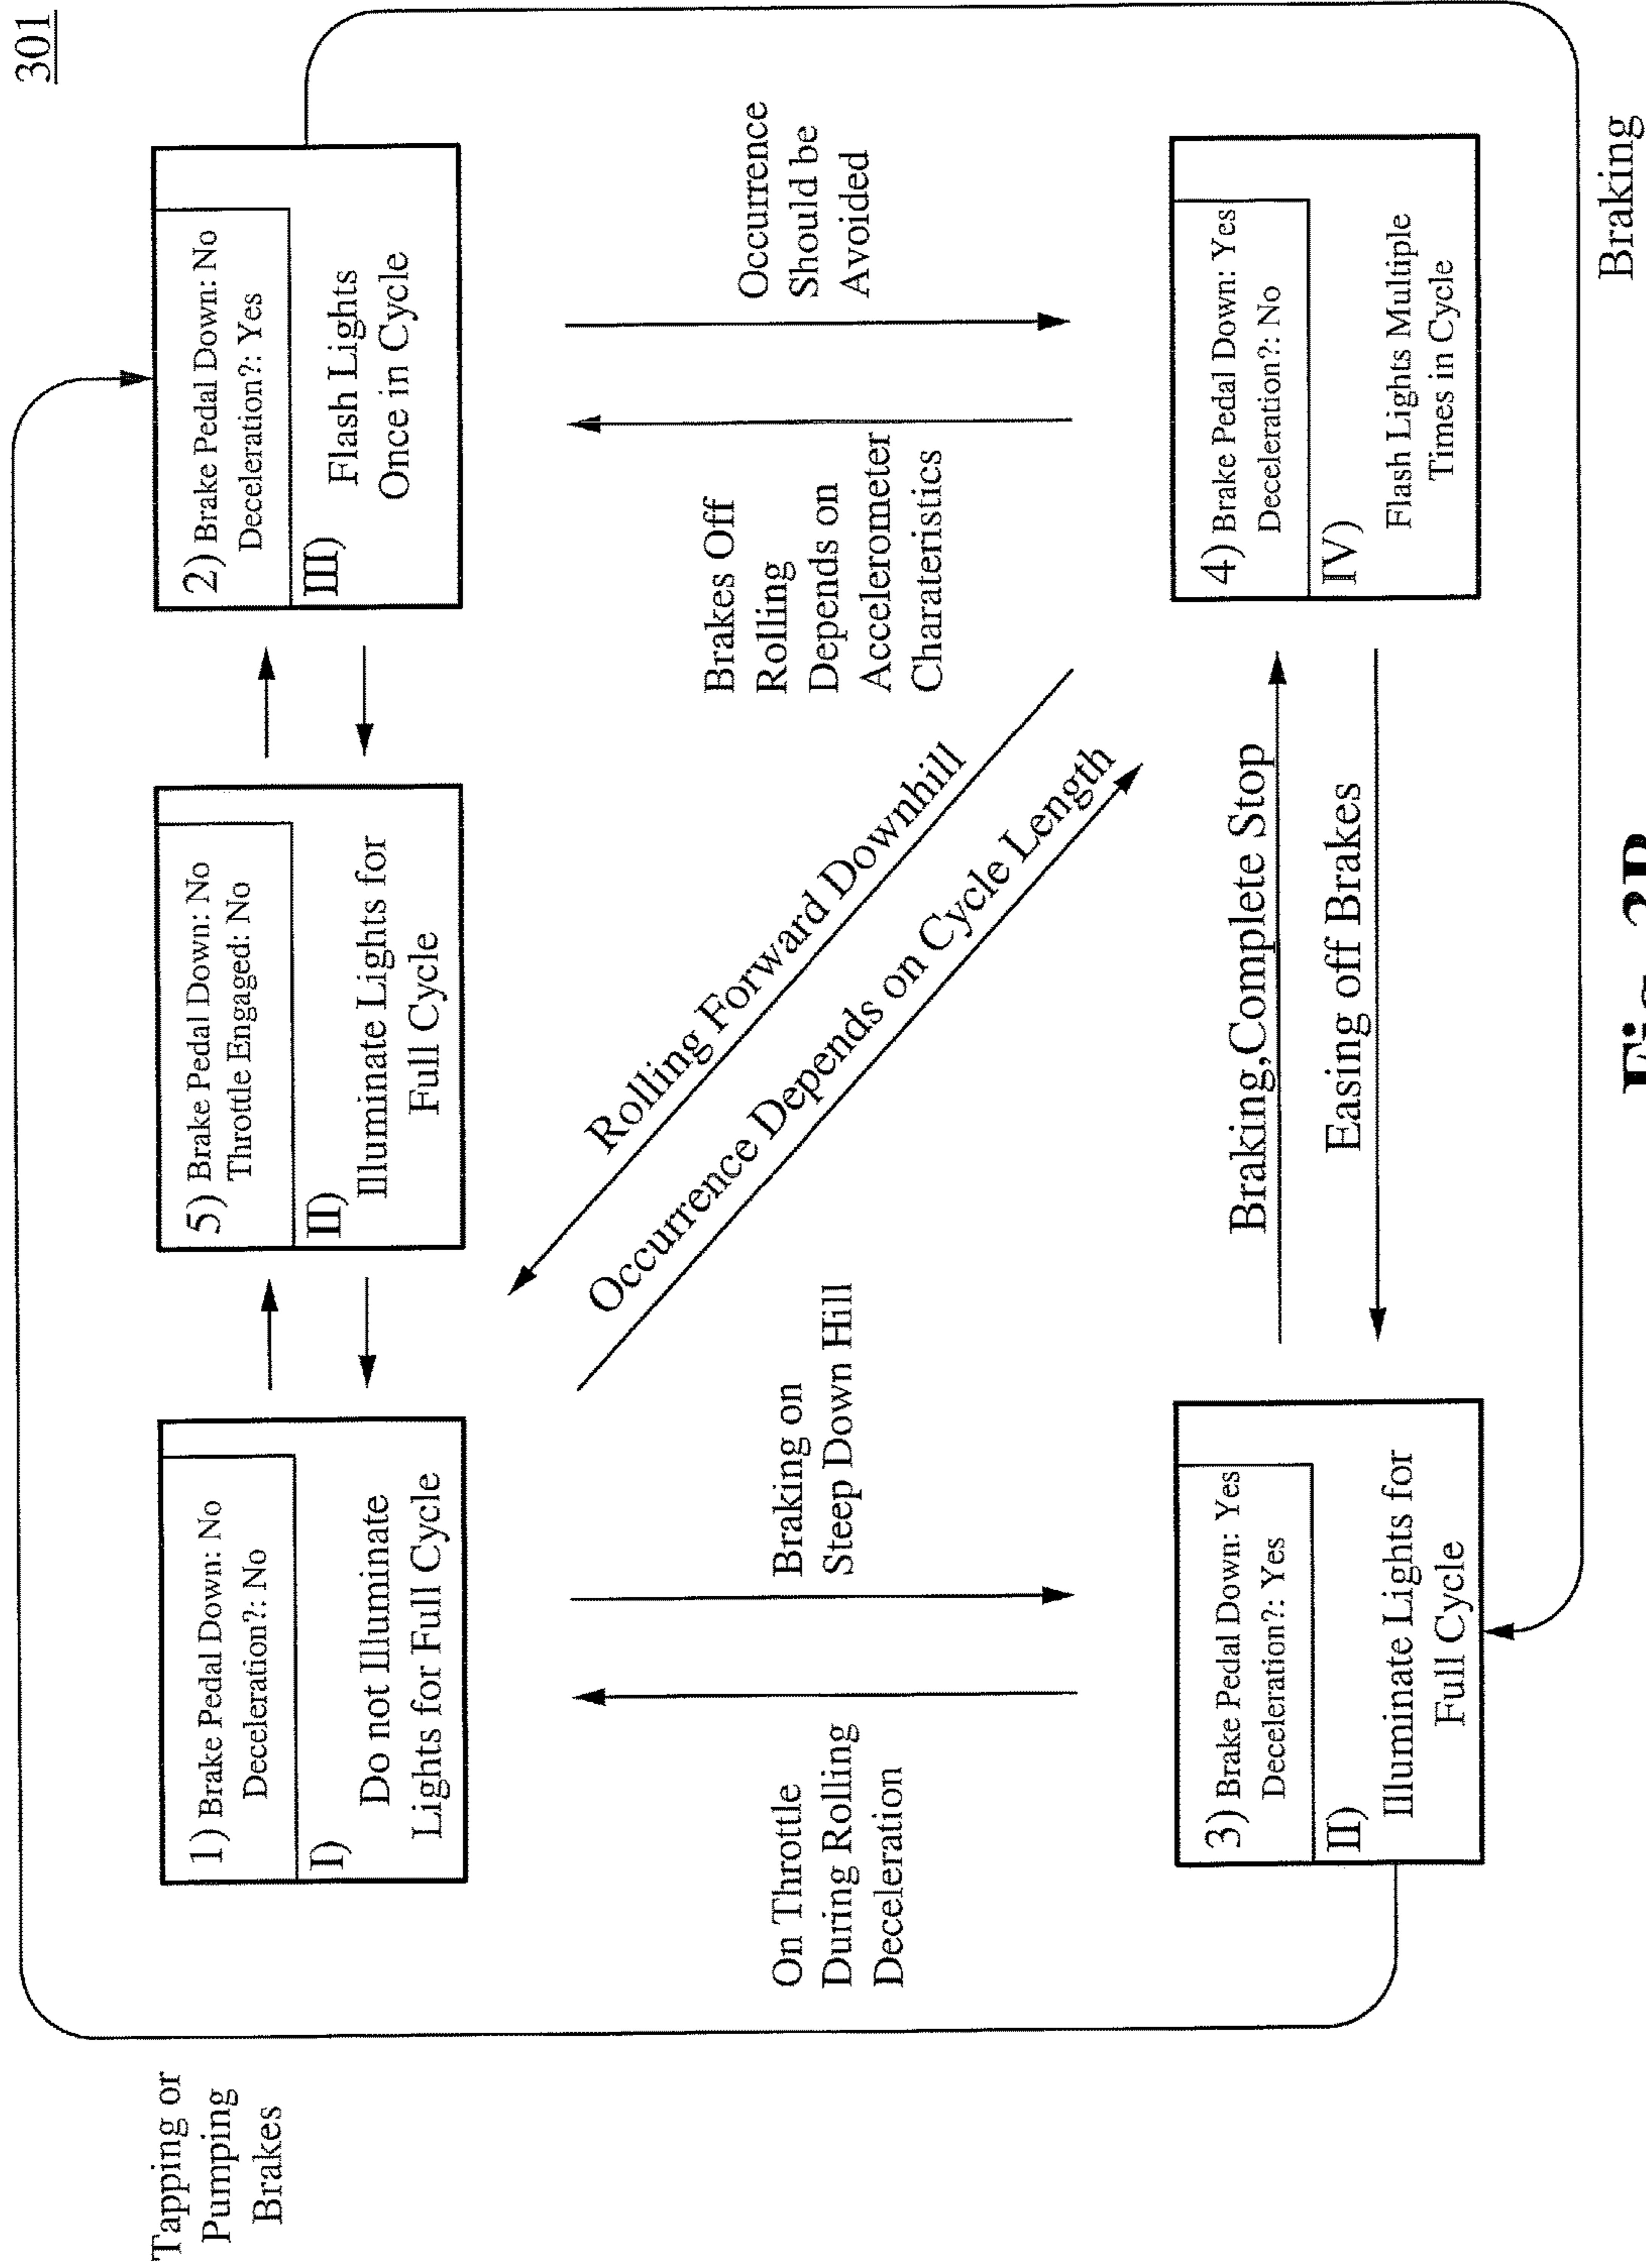 301
Tapping or
Pumping
Brakes
1) Brake Pedal Down: No
Deceleration?: No
I)
Do not Illuminate
Lights for Full Cycle
5) Brake Pedal Down: No
Throttle Engaged: No
II)
Illuminate Lights for
Full Cycle
2) Brake Pedal Down: No
Deceleration?: Yes
III)
Flash Lights
Once in Cycle
On Throttle
During Rolling
Deceleration
Braking on
Steep Down Hill
Rolling Forward Downhill
Occurrence Depends on Cycle Length
Brakes Off
Rolling
Depends on
Accelerometer
Charateristics
Occurrence
Should be
Avoided
3) Brake Pedal Down: Yes
Deceleration?: Yes
II)
Illuminate Lights for
Full Cycle
Braking,Complete Stop
Easing off Brakes
4) Brake Pedal Down: Yes
Deceleration?: No
IV)
Flash Lights Multiple
Times in Cycle
Braking
Fig.